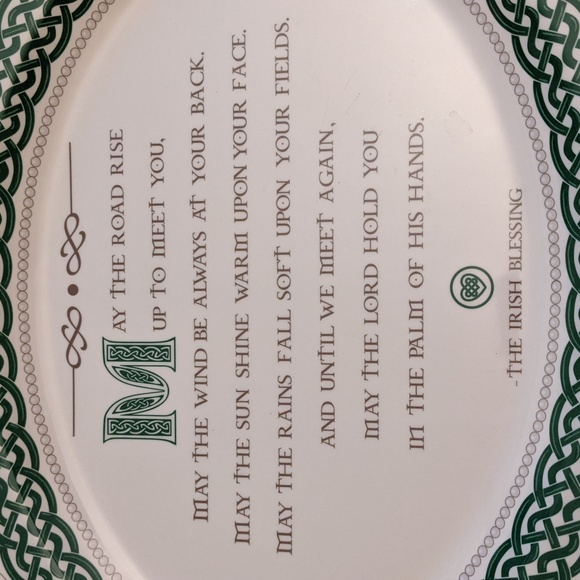 MAY THE ROAD RISE
UP TO MEET YOU,
MAY THE WIND BE ALWAYS AT YOUR BACK.
MAY THE SUN SHINE WARM UPON YOUR FACE.
MAY THE RAINS FALL SOFT UPON YOUR FIELDS.
AND UNTIL WE MEET AGAIN,
MAY THE LORD HOLD YOU
IN THE PALM OF HIS HANDS.
-THE IRISH BLESSING